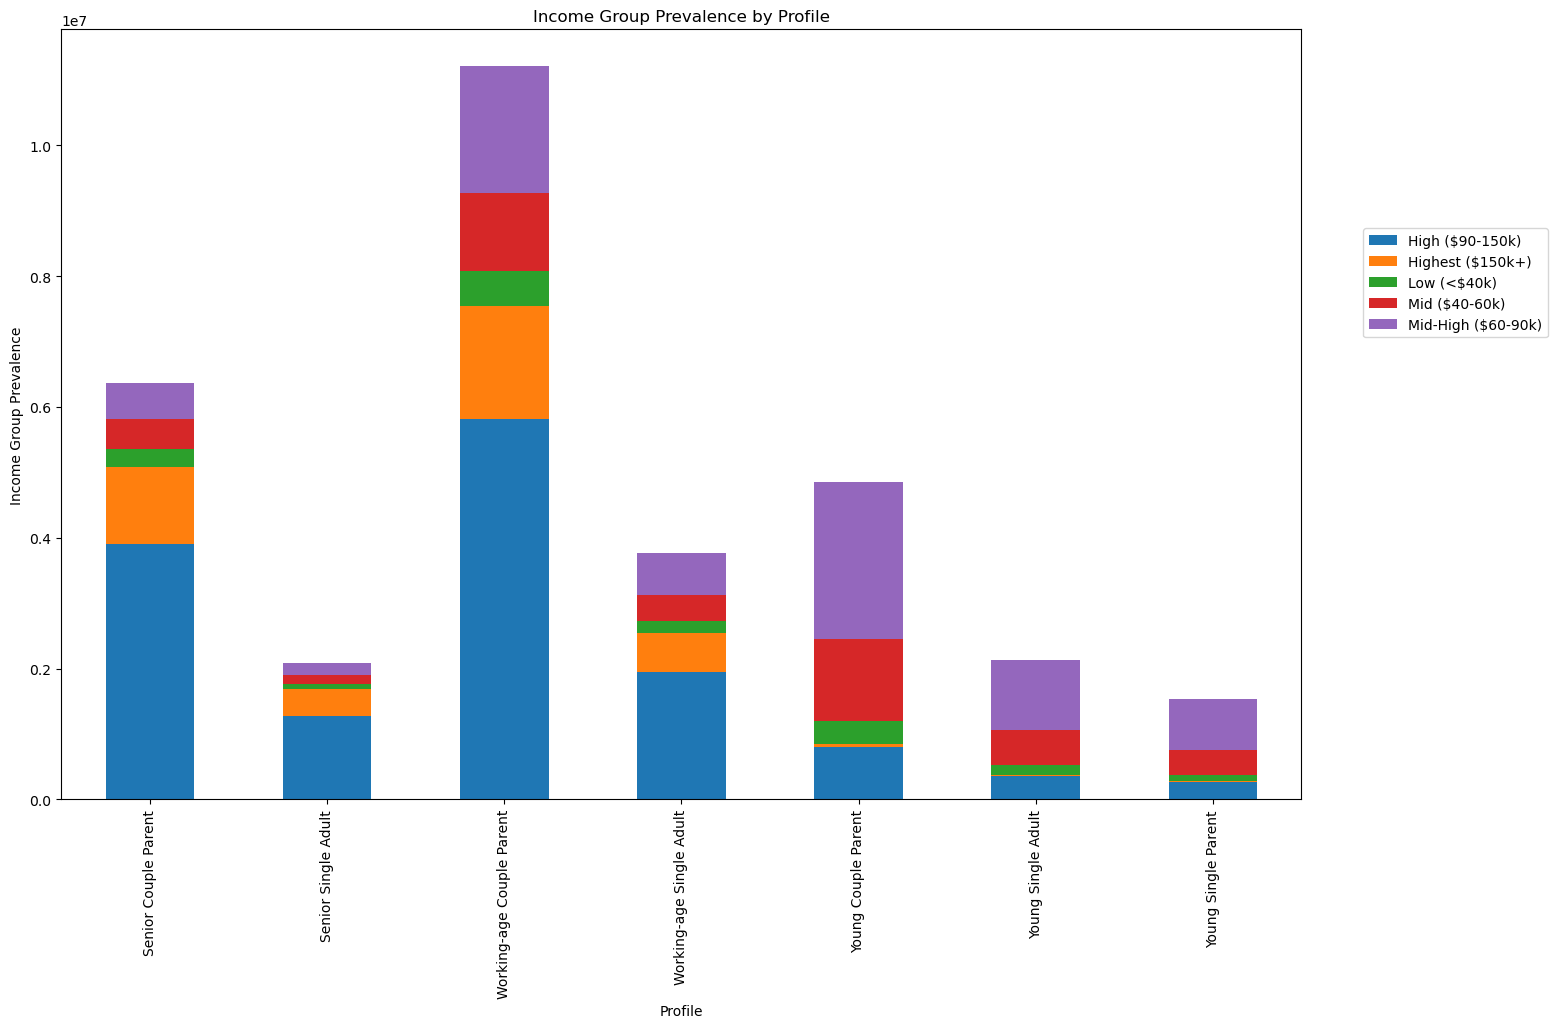 Income Group Prevalence by Profile
1e7
1.0
0.8
0.6
0.4
0.2
0.0
Income Group Prevalence
High ($90-150k)
Highest ($150k+)
Low (<$40k)
Mid ($40-60k)
Mid-High ($60-90k)
Senior Couple Parent
Senior Single Adult
Working-age Couple Parent
Working-age Single Adult
Young Couple Parent
Young Single Adult
Young Single Parent
Profile